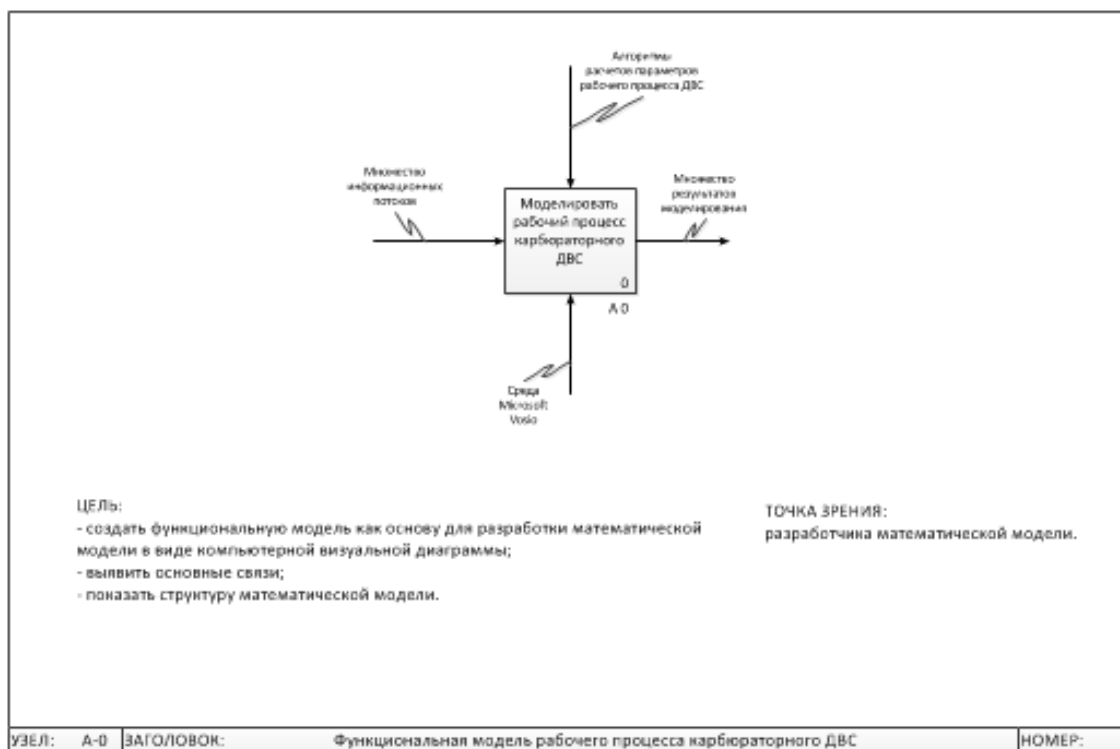 Алгоритмы
расчетов параметров
рабочего процесса ДВС
Множество
информационных
потоков
Множество
результатов
моделирования
Моделировать
рабочий процесс
карбюраторного
ДВС
0
А 0
Среда
Microsoft
Vosio
ЦЕЛЬ:
- создать функциональную модель как основу для разработки математической
модели в виде компьютерной визуальной диаграммы;
- выявить основные связи;
- показать структуру математической модели.
ТОЧКА ЗРЕНИЯ:
разработчика математической модели.
УЗЕЛ: А-0 ЗАГОЛОВОК: Функциональная модель рабочего процесса карбюраторного ДВС НОМЕР: